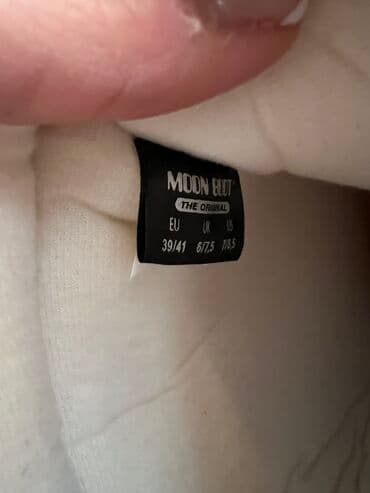 MOON BOOT
THE ORIGINAL
EU UK US
39/41 6/7,5 7/8,5